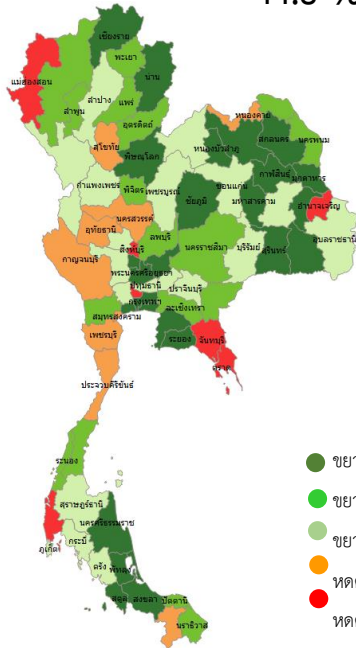 เชียงราย
พะเยา
แม่ฮ่องสอน
น่าน
ลำปาง
ลำพูน
แพร่
อุตรดิตถ์
หนองคาย
สุโขทัย
สกลนคร
นครพนม
พิษณุโลก
หนองบัวลำภู
กาฬสินธุ์
มุกดาหาร
กำแพงเพชร
พิจิตร
เพชรบูรณ์
ขอนแก่น
ชัยภูมิ
มหาสารคาม
อำนาจเจริญ
นครสวรรค์
อุทัยธานี
ลพบุรี
นครราชสีมา
บุรีรัมย์
สุรินทร์
อุบลราชธานี
สิงห์บุรี
กาญจนบุรี
พระนครศรีอยุธยา
ปทุมธานี
ปราจีนบุรี
กรุงเทพฯ
ฉะเชิงเทรา
สมุทรสงคราม
เพชรบุรี
ระยอง
จันทบุรี
ตราด
ประจวบคีรีขันธ์
ระนอง
ขยา
สุราษฎร์ธานี
ขยา
นครศรีธรรมราช
ภูเก็ต
กระบี่
ขยา
ตรัง
พัทลุง
สตูล
สงขลา
ปัตตานี
นราธิวาส